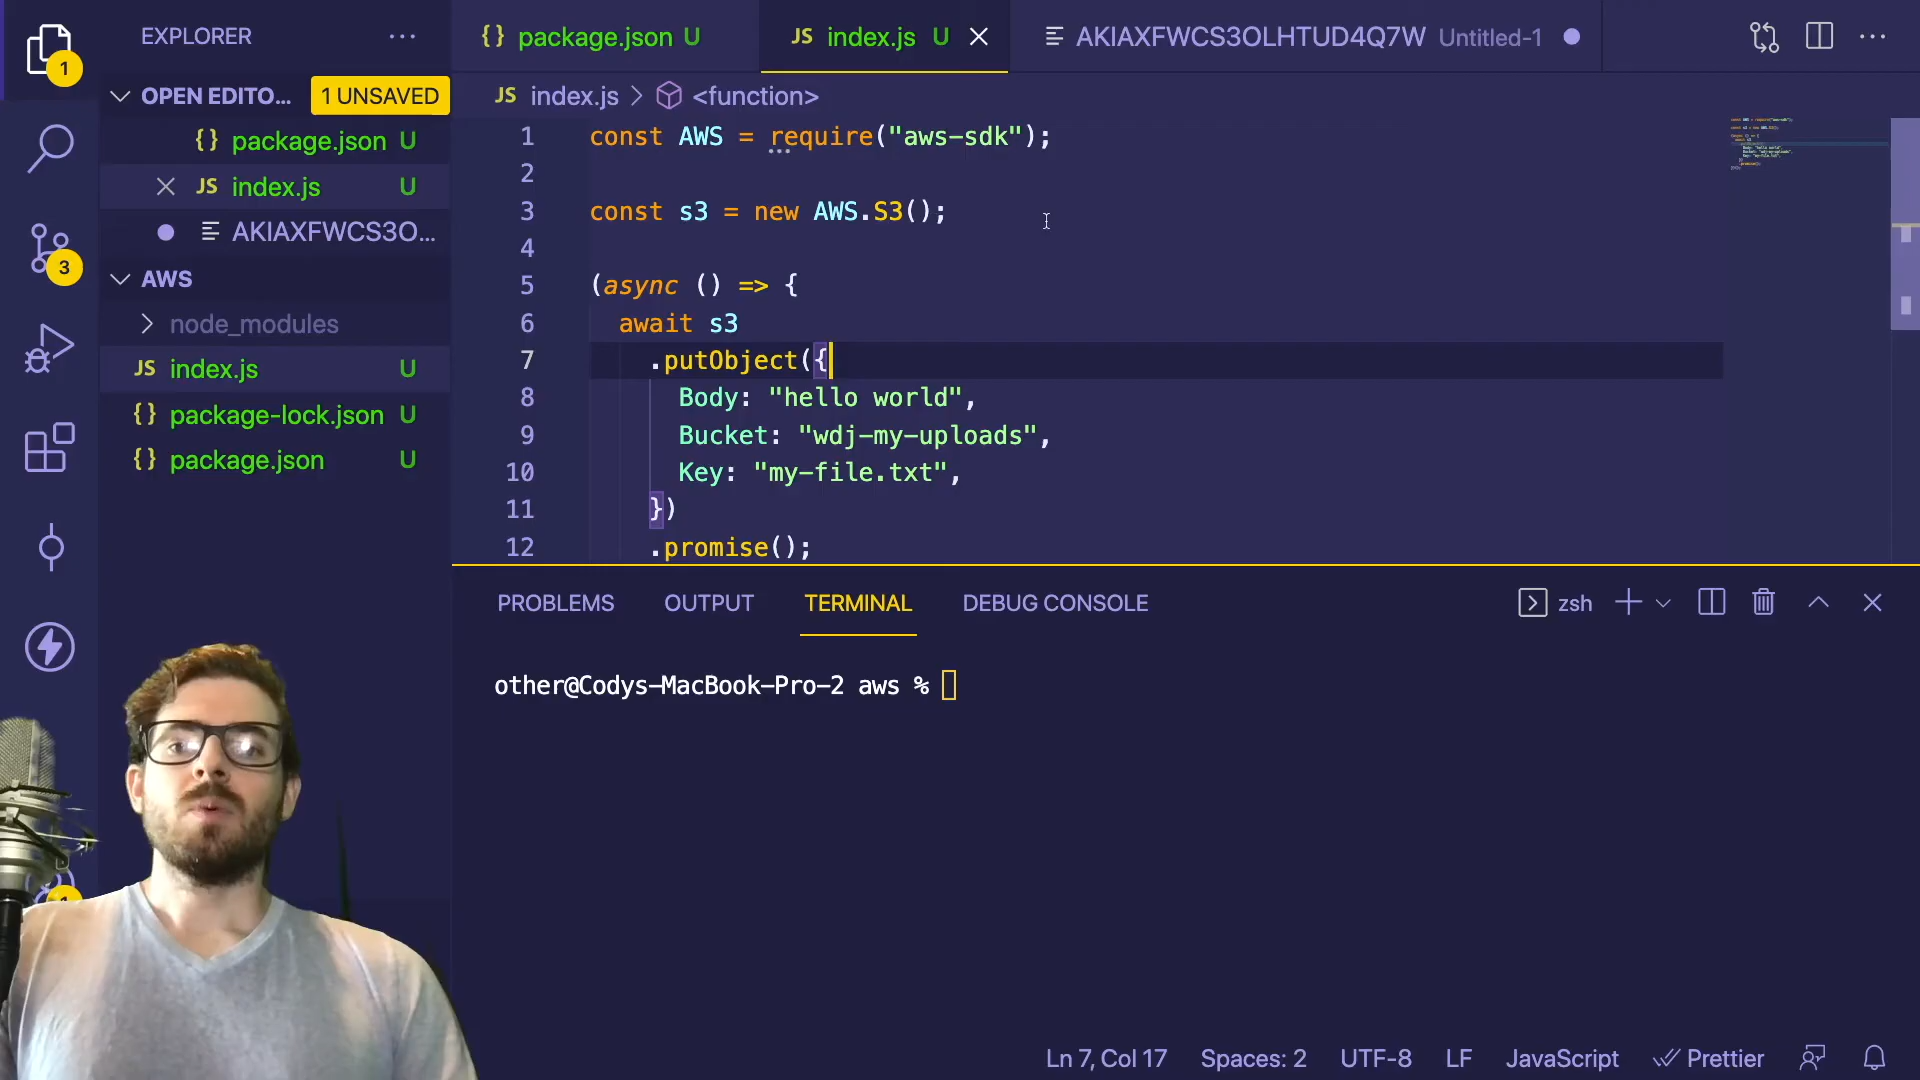 EXPLORER
OPEN EDITO... 1 UNSAVED
{} package.json U
JS index.js U
AKIAXFWCS3O...
AWS
node_modules
JS index.js U
{} package-lock.json U
{} package.json U
1
3
{} package.json U
JS index.js U
AKIAXFWCS3OLHTUD4Q7W Untitled-1
JS index.js > <function>
1 const AWS = require("aws-sdk");
2
3 const s3 = new AWS.S3();
4
5 (async () => {
6 await s3
7 .putObject({
8 Body: "hello world",
9 Bucket: "wdj-my-uploads",
10 Key: "my-file.txt",
11 })
12 .promise();
PROBLEMS OUTPUT TERMINAL DEBUG CONSOLE
zsh
other@Codys-MacBook-Pro-2 aws %
Ln 7, Col 17 Spaces: 2 UTF-8 LF JavaScript Prettier